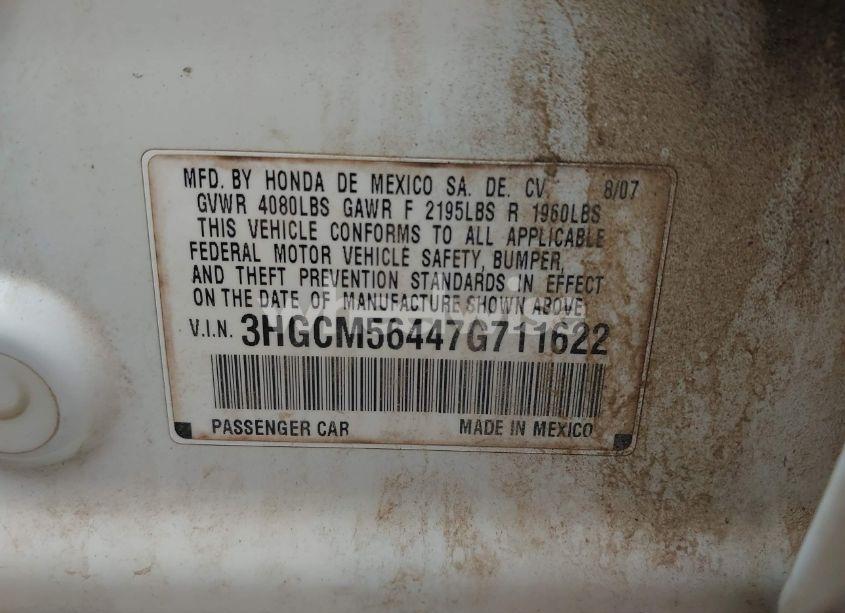 MFD. BY HONDA DE MEXICO SA. DE. CV. 8/07
GVWR 4080LBS GAWR F 2195LBS R 1960LBS
THIS VEHICLE CONFORMS TO ALL APPLICABLE
FEDERAL MOTOR VEHICLE SAFETY, BUMPER,
AND THEFT PREVENTION STANDARDS IN EFFECT
ON THE DATE OF MANUFACTURE SHOWN ABOVE.
V.I.N. 3HGCM56447G711622
PASSENGER CAR MADE IN MEXICO